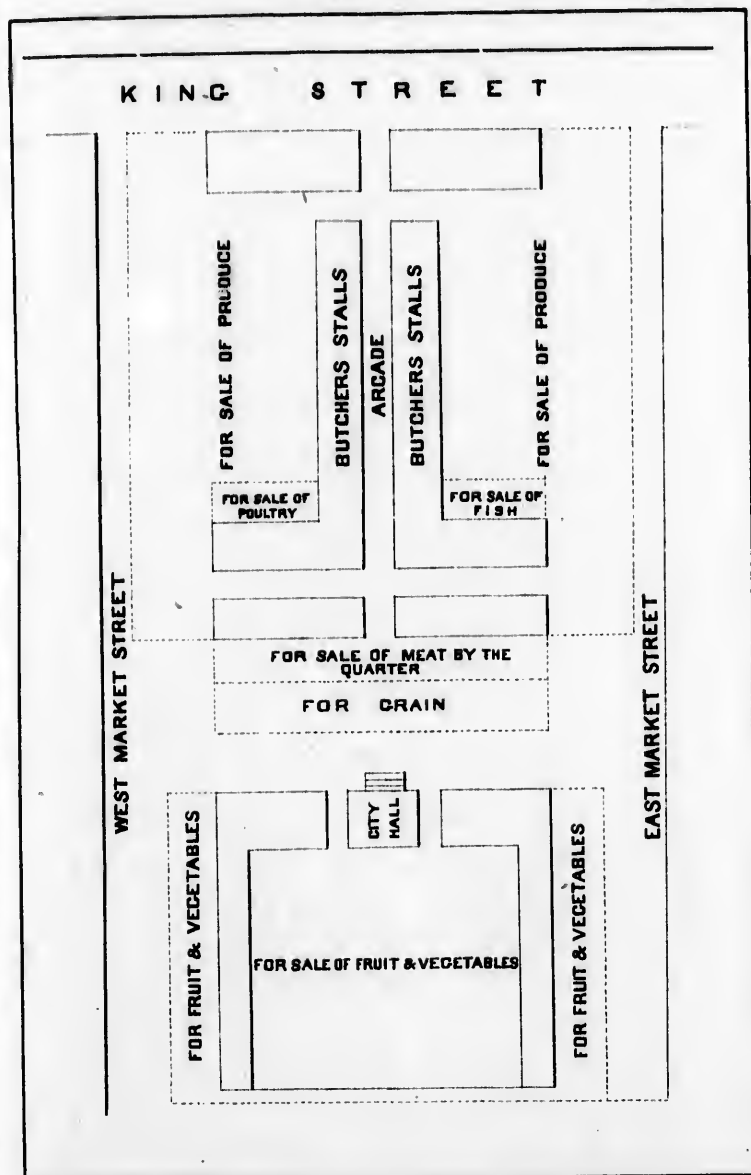 KING STREET
FOR SALE OF PRODUCE
BUTCHERS STALLS
ARCADE
BUTCHERS STALLS
FOR SALE OF PRODUCE
FOR SALE OF
POULTRY
FOR SALE OF
FISH
WEST MARKET STREET
EAST MARKET STREET
FOR SALE OF MEAT BY THE
QUARTER
FOR GRAIN
CITY
HALL
FOR FRUIT & VEGETABLES
FOR SALE OF FRUIT & VEGETABLES
FOR FRUIT & VEGETABLES